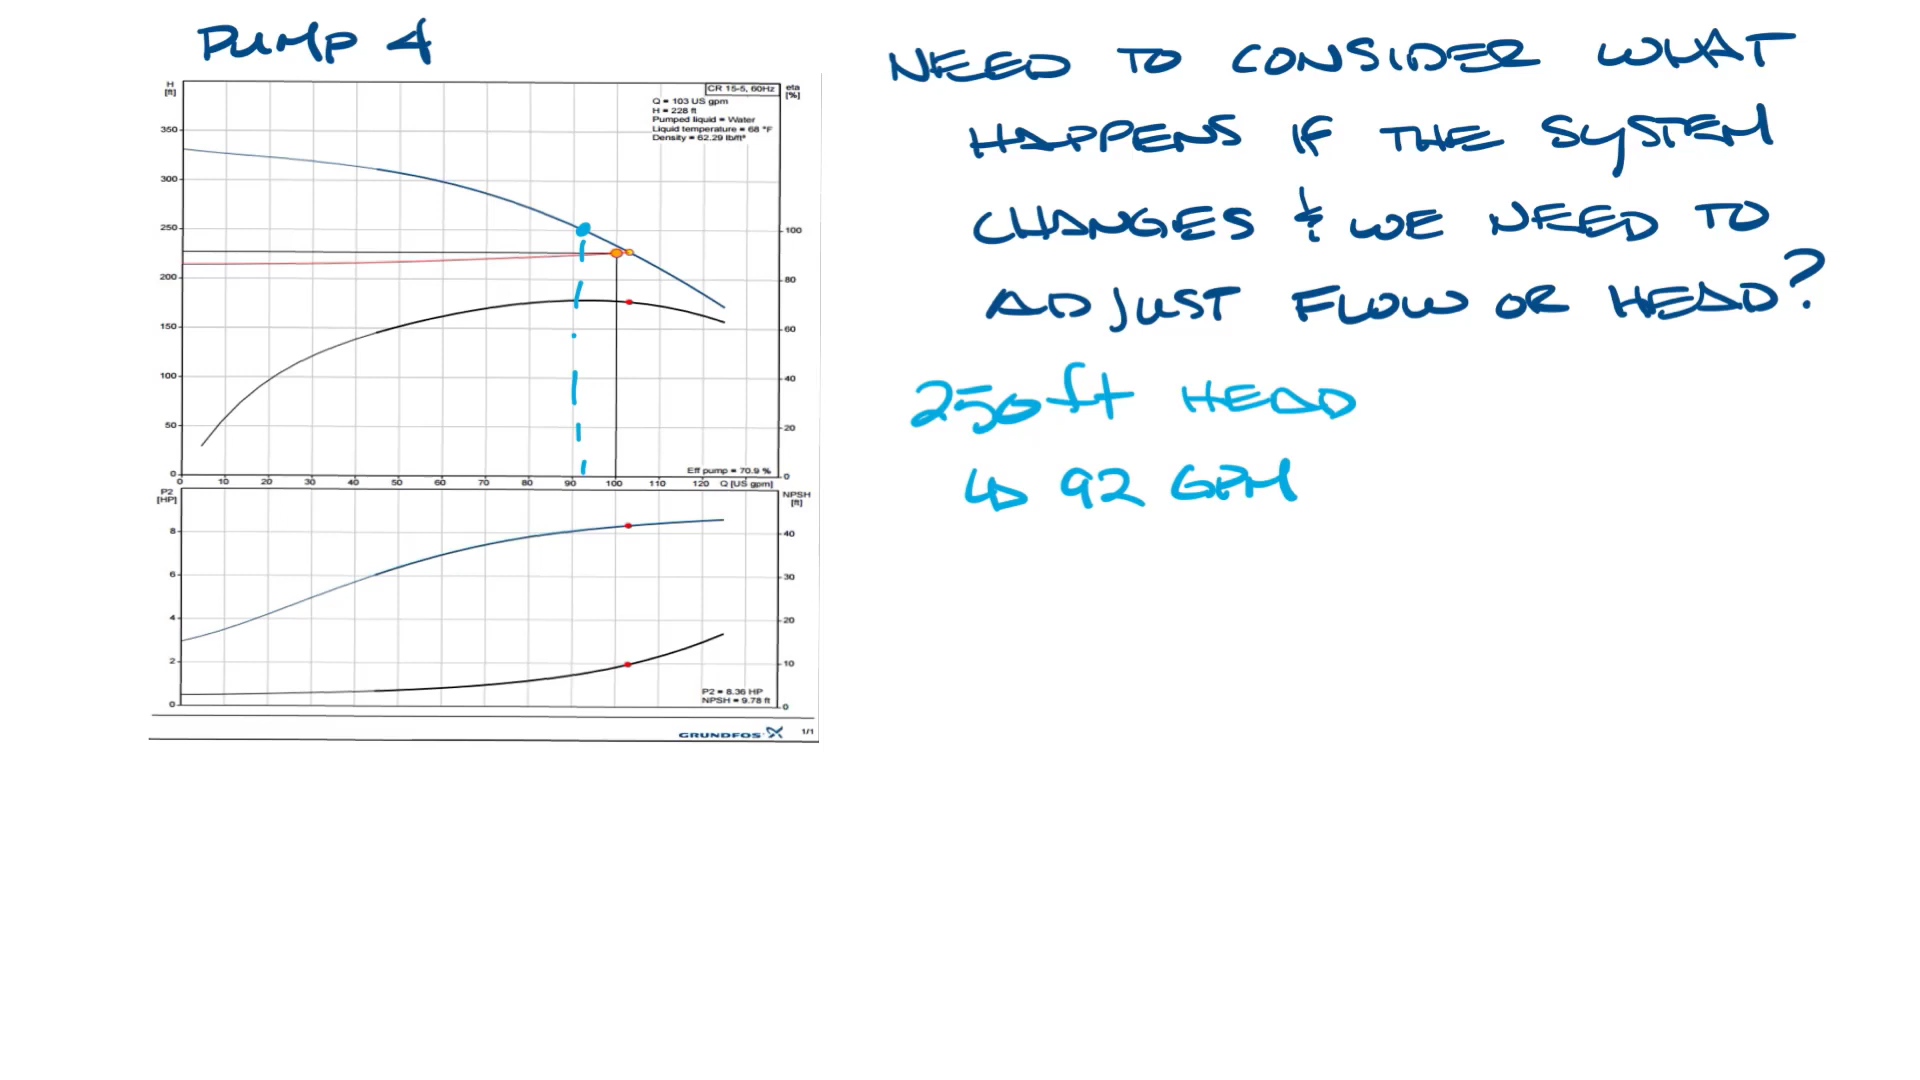 PUMP 4
NEED TO CONSIDER WHAT
HAPPENS IF THE SYSTEM
CHANGES & WE NEED TO
ADJUST FLOW OR HEAD?
250ft HEAD
↳ 92 GPM
H
[ft]
CR 15-5, 60Hz
eta
[%]
Q = 103 US gpm
H = 228 ft
Pumped liquid = Water
Liquid temperature = 68 °F
Density = 62.29 lb/ft³
350
300
250
200
150
100
50
0
100
80
60
40
20
0
Eff pump = 70.9 %
0 10 20 30 40 50 60 70 80 90 100 110 120 Q [US gpm]
P2
[HP]
NPSH
[ft]
8
6
4
2
0
40
30
20
10
0
P2 = 8.36 HP
NPSH = 9.78 ft
GRUNDFOS
1/1